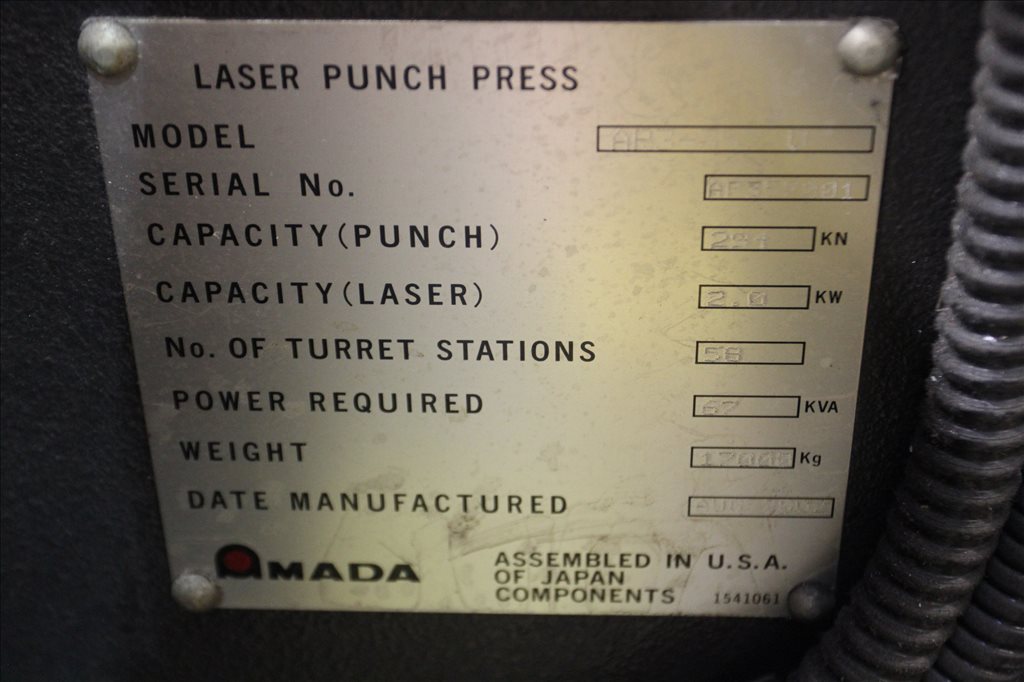 LASER PUNCH PRESS
MODEL
SERIAL No.
CAPACITY(PUNCH) KN
CAPACITY(LASER) 2.0 KW
No. OF TURRET STATIONS 58
POWER REQUIRED 67 KVA
WEIGHT Kg
DATE MANUFACTURED
AMADA
ASSEMBLED IN U.S.A.
OF JAPAN
COMPONENTS 1541061